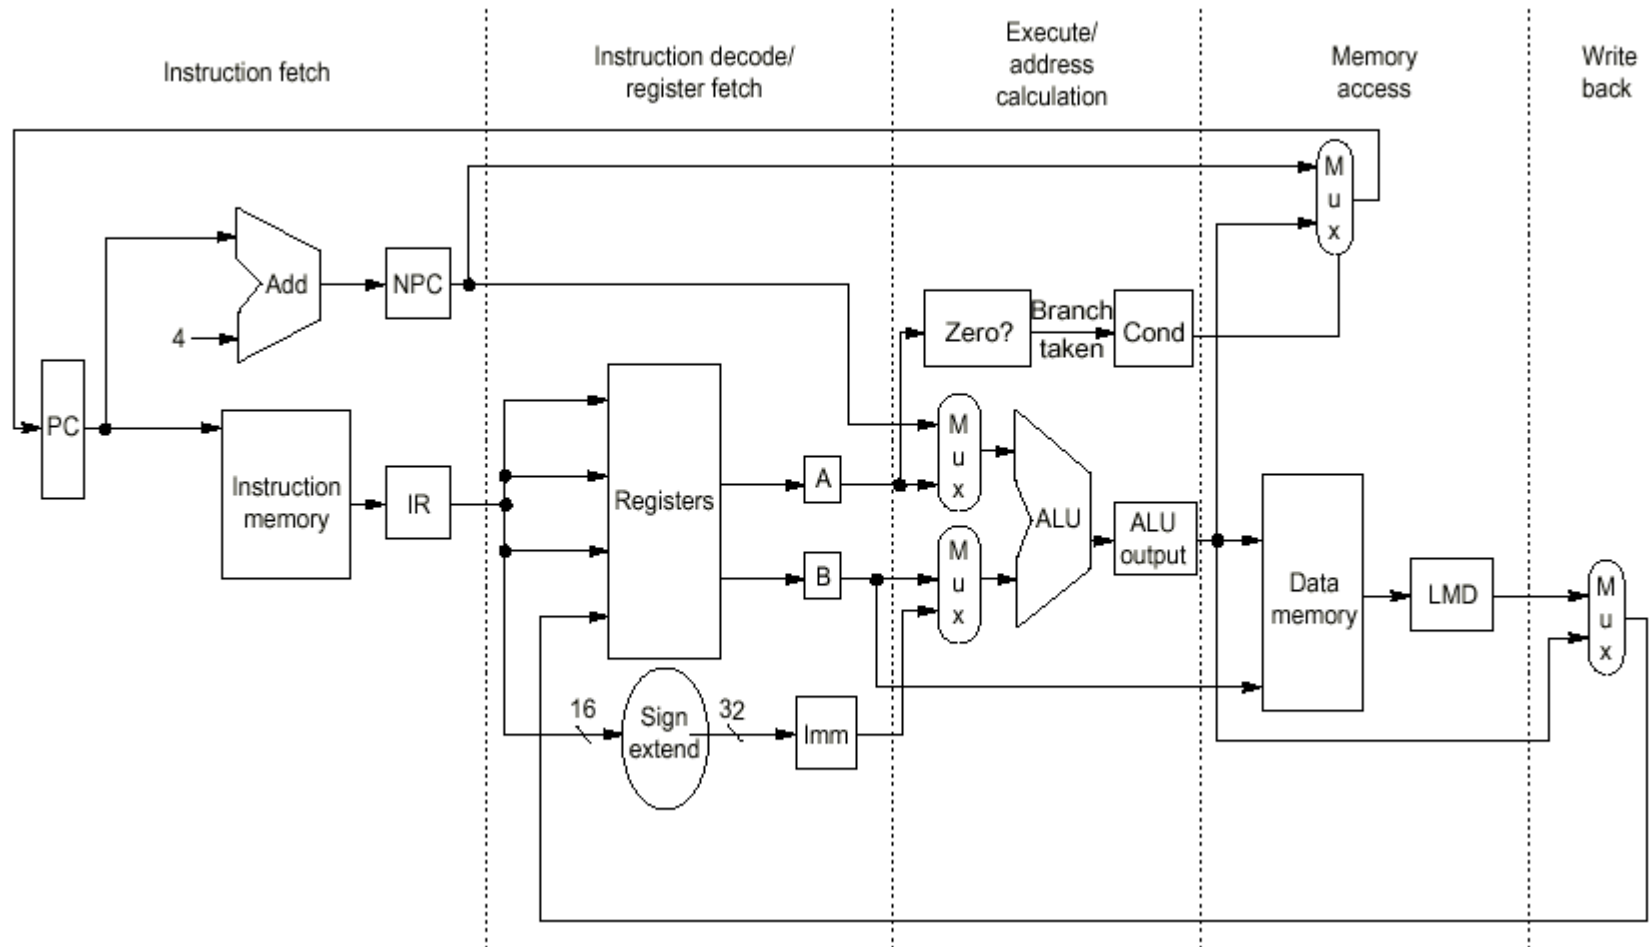 Instruction fetch
Instruction decode/
register fetch
Execute/
address
calculation
Memory
access
Write
back
M
u
x
Add
NPC
4
Zero?
Branch
taken
Cond
PC
Instruction
memory
IR
Registers
A
B
M
u
x
M
u
x
ALU
ALU
output
Data
memory
LMD
M
u
x
16
Sign
extend
32
Imm